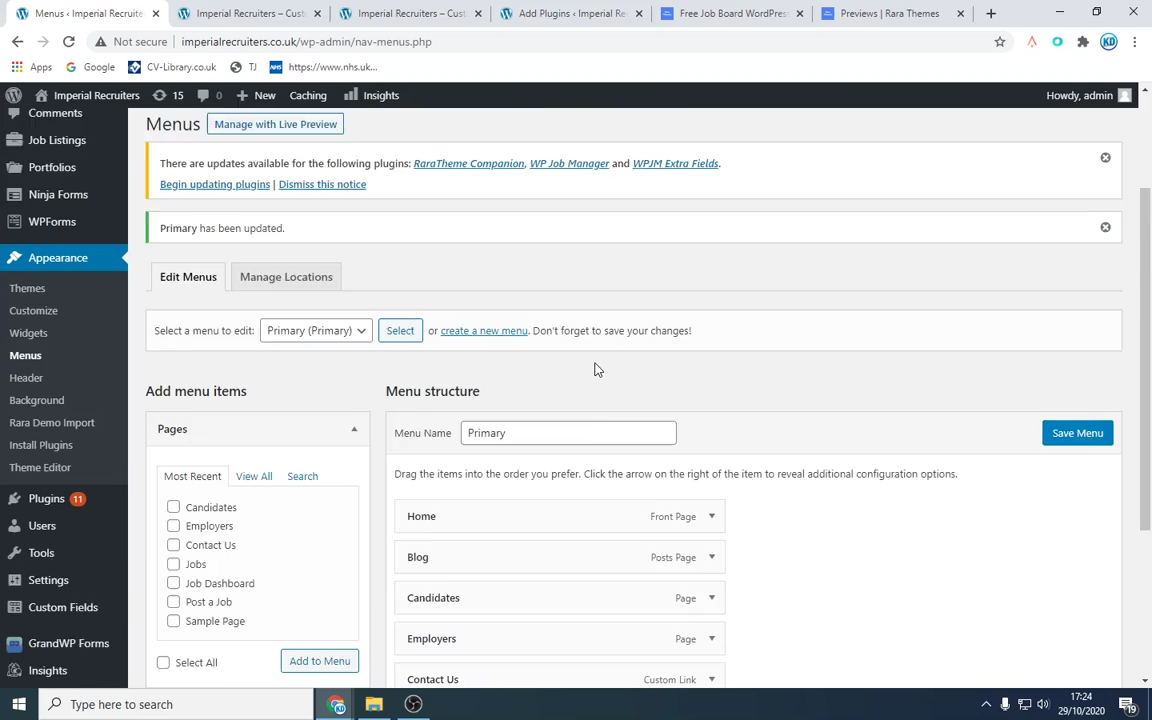 Menus ‹ Imperial Recruite
Imperial Recruiters – Cust
Imperial Recruiters – Cust
Add Plugins ‹ Imperial Re
Free Job Board WordPres
Previews | Rara Themes
Not secure
imperialrecruiters.co.uk/wp-admin/nav-menus.php
KD
Apps
Google
CV-Library.co.uk
TJ
NHS
https://www.nhs.uk...
Imperial Recruiters
15
0
New
Caching
Insights
Howdy, admin
Comments
Job Listings
Portfolios
Ninja Forms
WPForms
Appearance
Themes
Customize
Widgets
Menus
Header
Background
Rara Demo Import
Install Plugins
Theme Editor
Plugins 11
Users
Tools
Settings
Custom Fields
GrandWP Forms
Insights
Menus
Manage with Live Preview
There are updates available for the following plugins: RaraTheme Companion, WP Job Manager and WPJM Extra Fields.
Begin updating plugins | Dismiss this notice
Primary has been updated.
Edit Menus
Manage Locations
Select a menu to edit: Primary (Primary) Select or create a new menu. Don't forget to save your changes!
Add menu items
Pages
Most Recent
View All
Search
Candidates
Employers
Contact Us
Jobs
Job Dashboard
Post a Job
Sample Page
Select All
Add to Menu
Menu structure
Menu Name
Primary
Save Menu
Drag the items into the order you prefer. Click the arrow on the right of the item to reveal additional configuration options.
Home Front Page
Blog Posts Page
Candidates Page
Employers Page
Contact Us Custom Link
Type here to search
17:24
29/10/2020
19